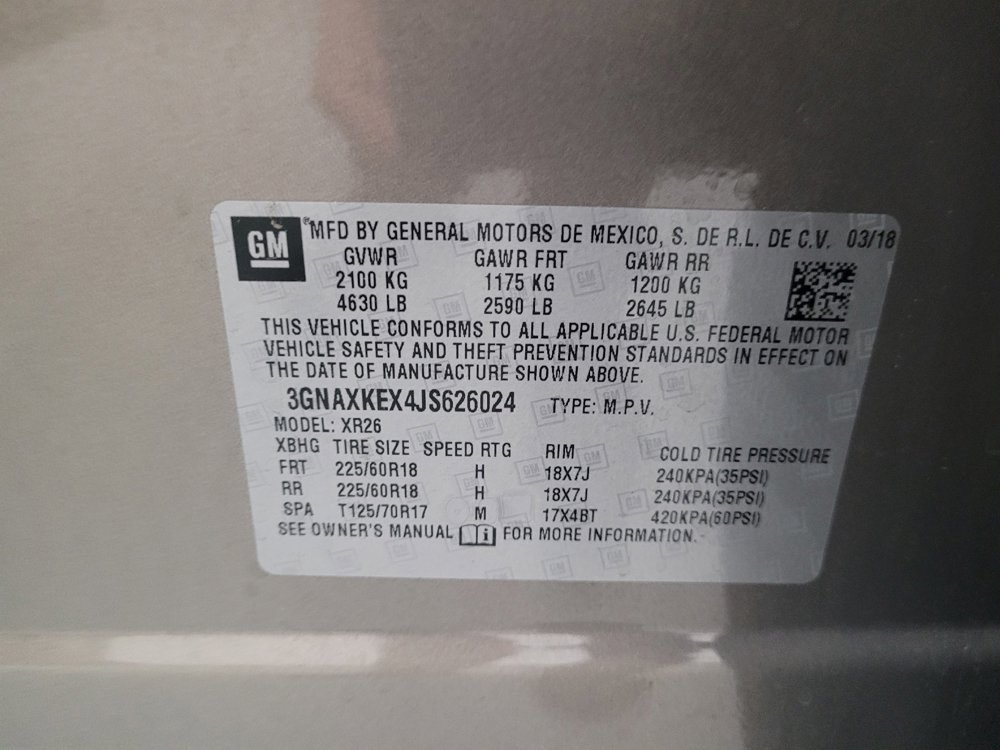 GM ® MFD BY GENERAL MOTORS DE MEXICO, S. DE R.L. DE C.V. 03/18
GVWR GAWR FRT GAWR RR
2100 KG 1175 KG 1200 KG
4630 LB 2590 LB 2645 LB
THIS VEHICLE CONFORMS TO ALL APPLICABLE U.S. FEDERAL MOTOR
VEHICLE SAFETY AND THEFT PREVENTION STANDARDS IN EFFECT ON
THE DATE OF MANUFACTURE SHOWN ABOVE.
3GNAXKEX4JS626024 TYPE: M.P.V.
MODEL: XR26
XBHG TIRE SIZE SPEED RTG RIM COLD TIRE PRESSURE
FRT 225/60R18 H 18X7J 240KPA(35PSI)
RR 225/60R18 H 18X7J 240KPA(35PSI)
SPA T125/70R17 M 17X4BT 420KPA(60PSI)
SEE OWNER'S MANUAL i FOR MORE INFORMATION.